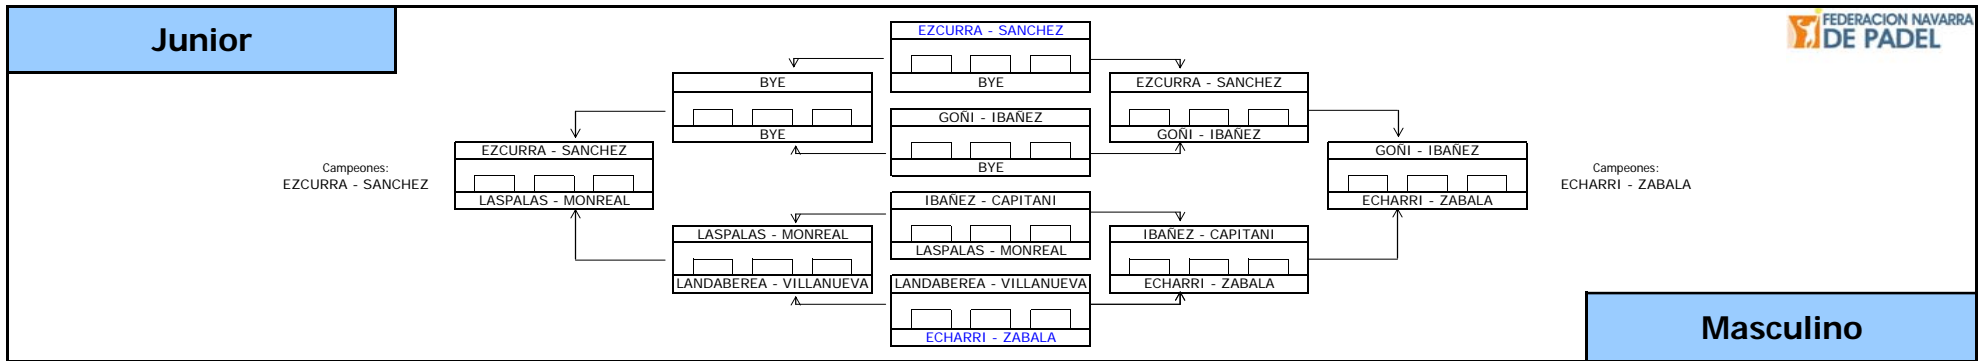 Junior
FEDERACION NAVARRA
DE PADEL
EZCURRA - SANCHEZ
BYE
GOÑI - IBAÑEZ
BYE
IBAÑEZ - CAPITANI
LASPALAS - MONREAL
LANDABEREA - VILLANUEVA
ECHARRI - ZABALA
BYE
BYE
LASPALAS - MONREAL
LANDABEREA - VILLANUEVA
EZCURRA - SANCHEZ
LASPALAS - MONREAL
Campeones:
EZCURRA - SANCHEZ
EZCURRA - SANCHEZ
GOÑI - IBAÑEZ
IBAÑEZ - CAPITANI
ECHARRI - ZABALA
GOÑI - IBAÑEZ
ECHARRI - ZABALA
Campeones:
ECHARRI - ZABALA
Masculino